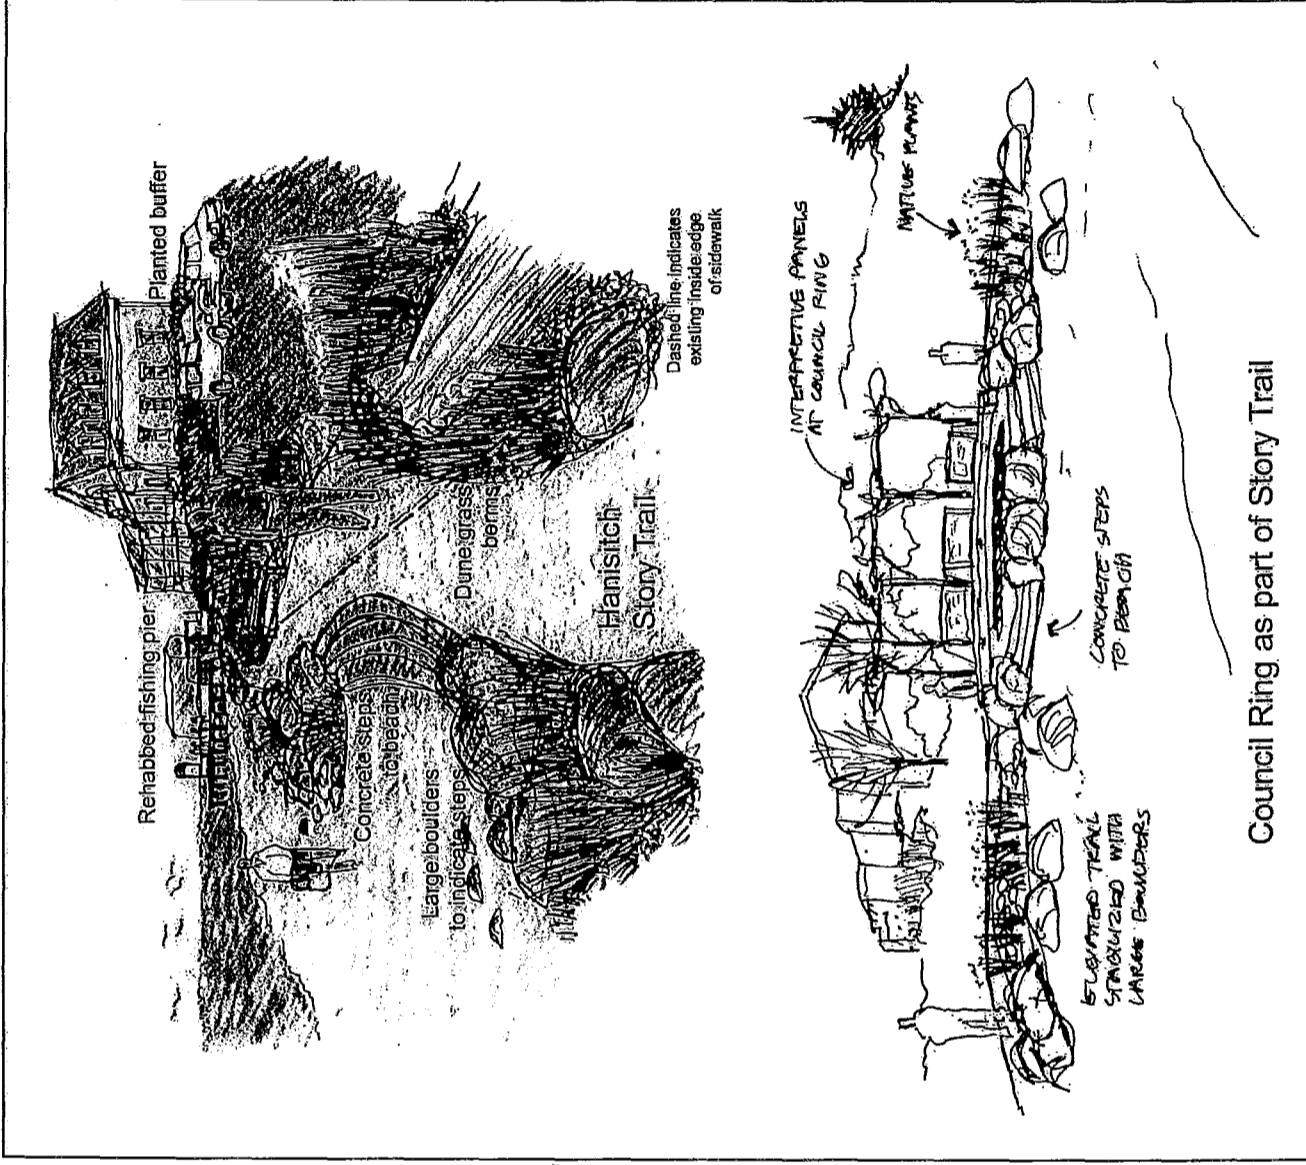 Rehabbed fishing pier
Planted buffer
Concrete steps
to beach
Large boulders
to indicate steps
Dune grass
berms
Hanisitch
Story Trail
Dashed line indicates
existing inside edge
of sidewalk
INTERPRETIVE PANELS
AT COUNCIL RING
NATIVE PLANTS
ELEVATED TRAIL
STABILIZED WITH
LARGE BOULDERS
CONCRETE STEPS
TO BEACH
Council Ring as part of Story Trail